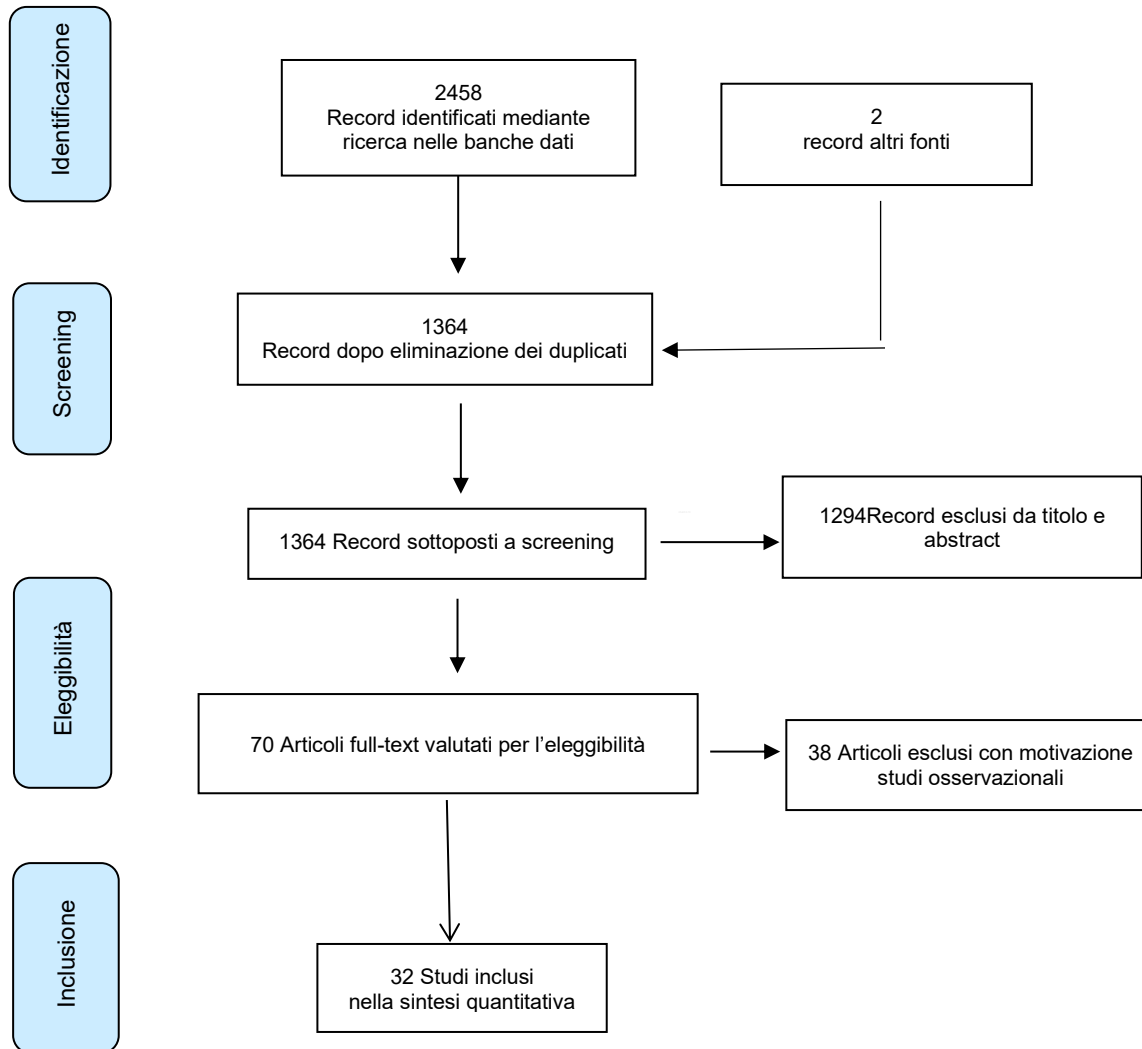 Identificazione
2458
Record identificati mediante
ricerca nelle banche dati
2
record altri fonti
Screening
1364
Record dopo eliminazione dei duplicati
1364 Record sottoposti a screening
1294Record esclusi da titolo e
abstract
Eleggibilità
70 Articoli full-text valutati per l’eleggibilità
38 Articoli esclusi con motivazione
studi osservazionali
Inclusione
32 Studi inclusi
nella sintesi quantitativa